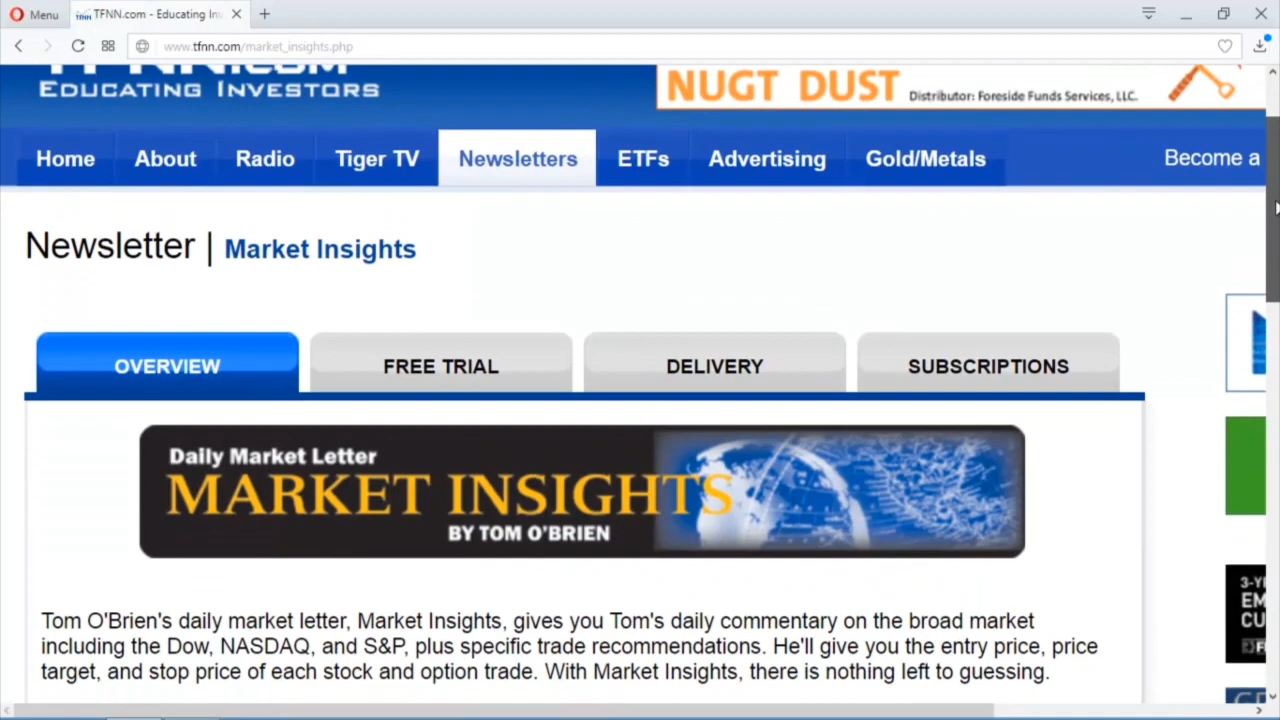 Menu
TFNN.com - Educating In
www.tfnn.com/market_insights.php
TFNN.com
EDUCATING INVESTORS
NUGT DUST Distributor: Foreside Funds Services, LLC.
Home About Radio Tiger TV Newsletters ETFs Advertising Gold/Metals Become a
Newsletter | Market Insights
OVERVIEW FREE TRIAL DELIVERY SUBSCRIPTIONS
Daily Market Letter
MARKET INSIGHTS
BY TOM O'BRIEN
Tom O'Brien's daily market letter, Market Insights, gives you Tom's daily commentary on the broad market
including the Dow, NASDAQ, and S&P, plus specific trade recommendations. He'll give you the entry price, price
target, and stop price of each stock and option trade. With Market Insights, there is nothing left to guessing.
3-Y
EM
CU